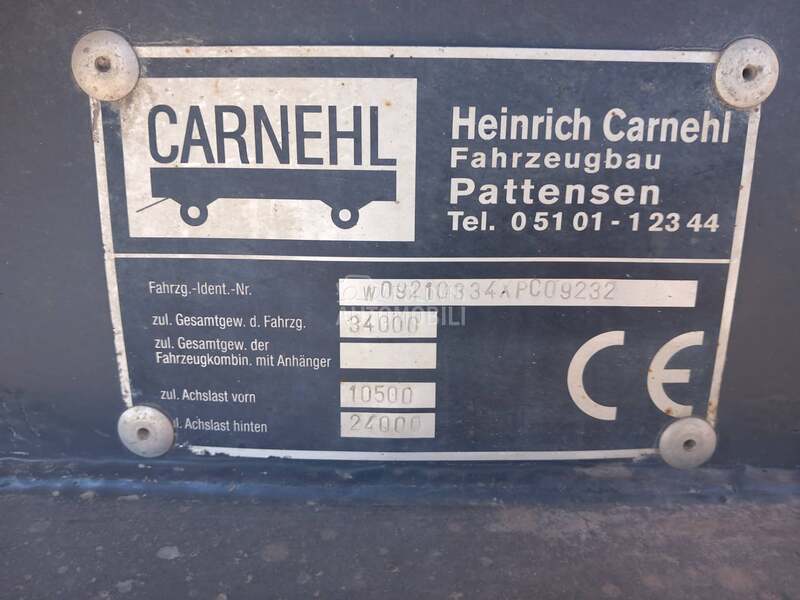 CARNEHL
Heinrich Carnehl
Fahrzeugbau
Pattensen
Tel. 0 51 01 - 1 23 44
Fahrzg.-Ident.-Nr.
zul. Gesamtgew. d. Fahrzg. 34000
zul. Gesamtgew. der
Fahrzeugkombin. mit Anhänger
zul. Achslast vorn 10500
Achslast hinten 24000
CE
AUTOMOBILI